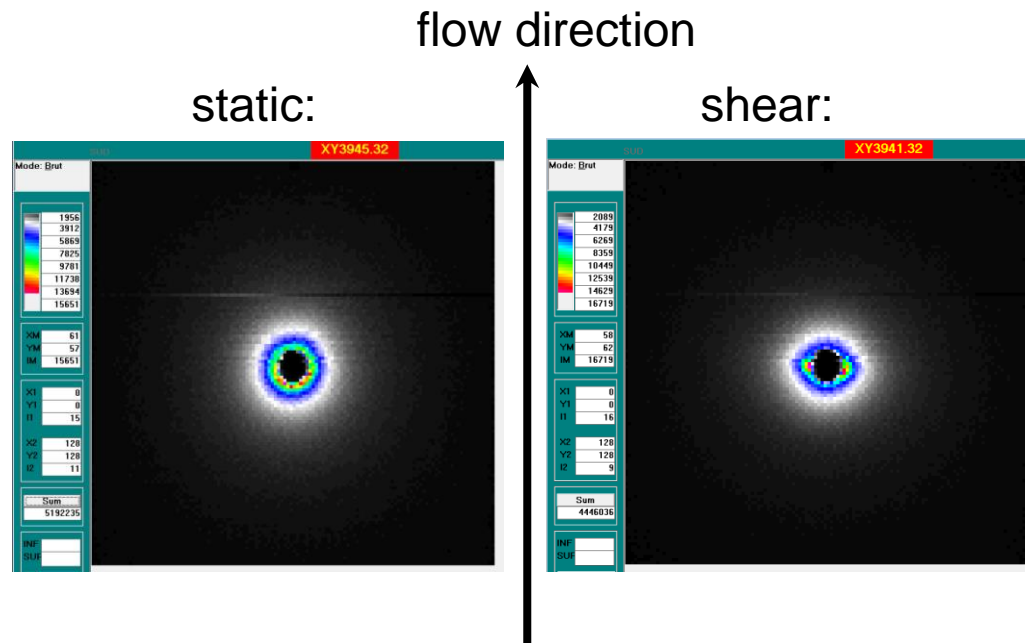 flow direction
static:
shear:
SUD
XY3945.32
Mode: Brut
1956
3912
5869
7825
9781
11738
13694
15651
XM 61
YM 57
IM 15651
X1 0
Y1 0
I1 15
X2 128
Y2 128
I2 11
Sum
5192235
INF
SUP
SUD
XY3941.32
Mode: Brut
2089
4179
6269
8359
10449
12539
14629
16719
XM 58
YM 62
IM 16719
X1 0
Y1 0
I1 16
X2 128
Y2 128
I2 9
Sum
4446036
INF
SUP